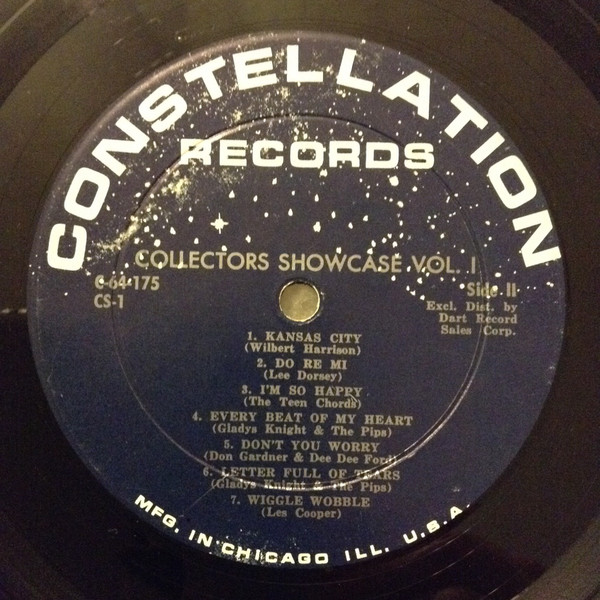 CONSTELLATION
RECORDS
COLLECTORS SHOWCASE VOL. I
C-64-175
CS-1
Side II
Excl. Dist. by
Dart Record
Sales Corp.
1. KANSAS CITY
(Wilbert Harrison)
2. DO RE MI
(Lee Dorsey)
3. I'M SO HAPPY
(The Teen Chords)
4. EVERY BEAT OF MY HEART
(Gladys Knight & The Pips)
5. DON'T YOU WORRY
(Don Gardner & Dee Dee Ford)
6. LETTER FULL OF TEARS
(Gladys Knight & The Pips)
7. WIGGLE WOBBLE
(Les Cooper)
MFG. IN CHICAGO ILL. U.S.A.